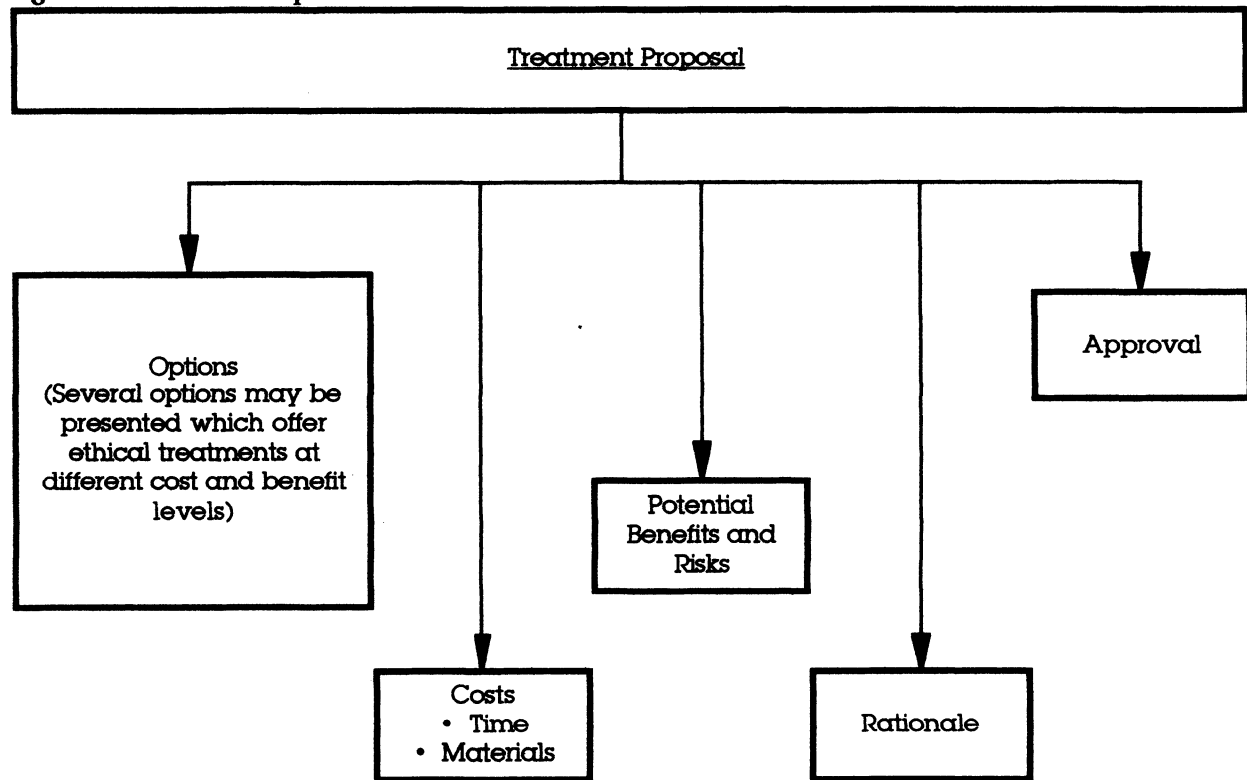 Treatment Proposal
Options
(Several options may be
presented which offer
ethical treatments at
different cost and benefit
levels)
Approval
Potential
Benefits and
Risks
Costs
• Time
• Materials
Rationale